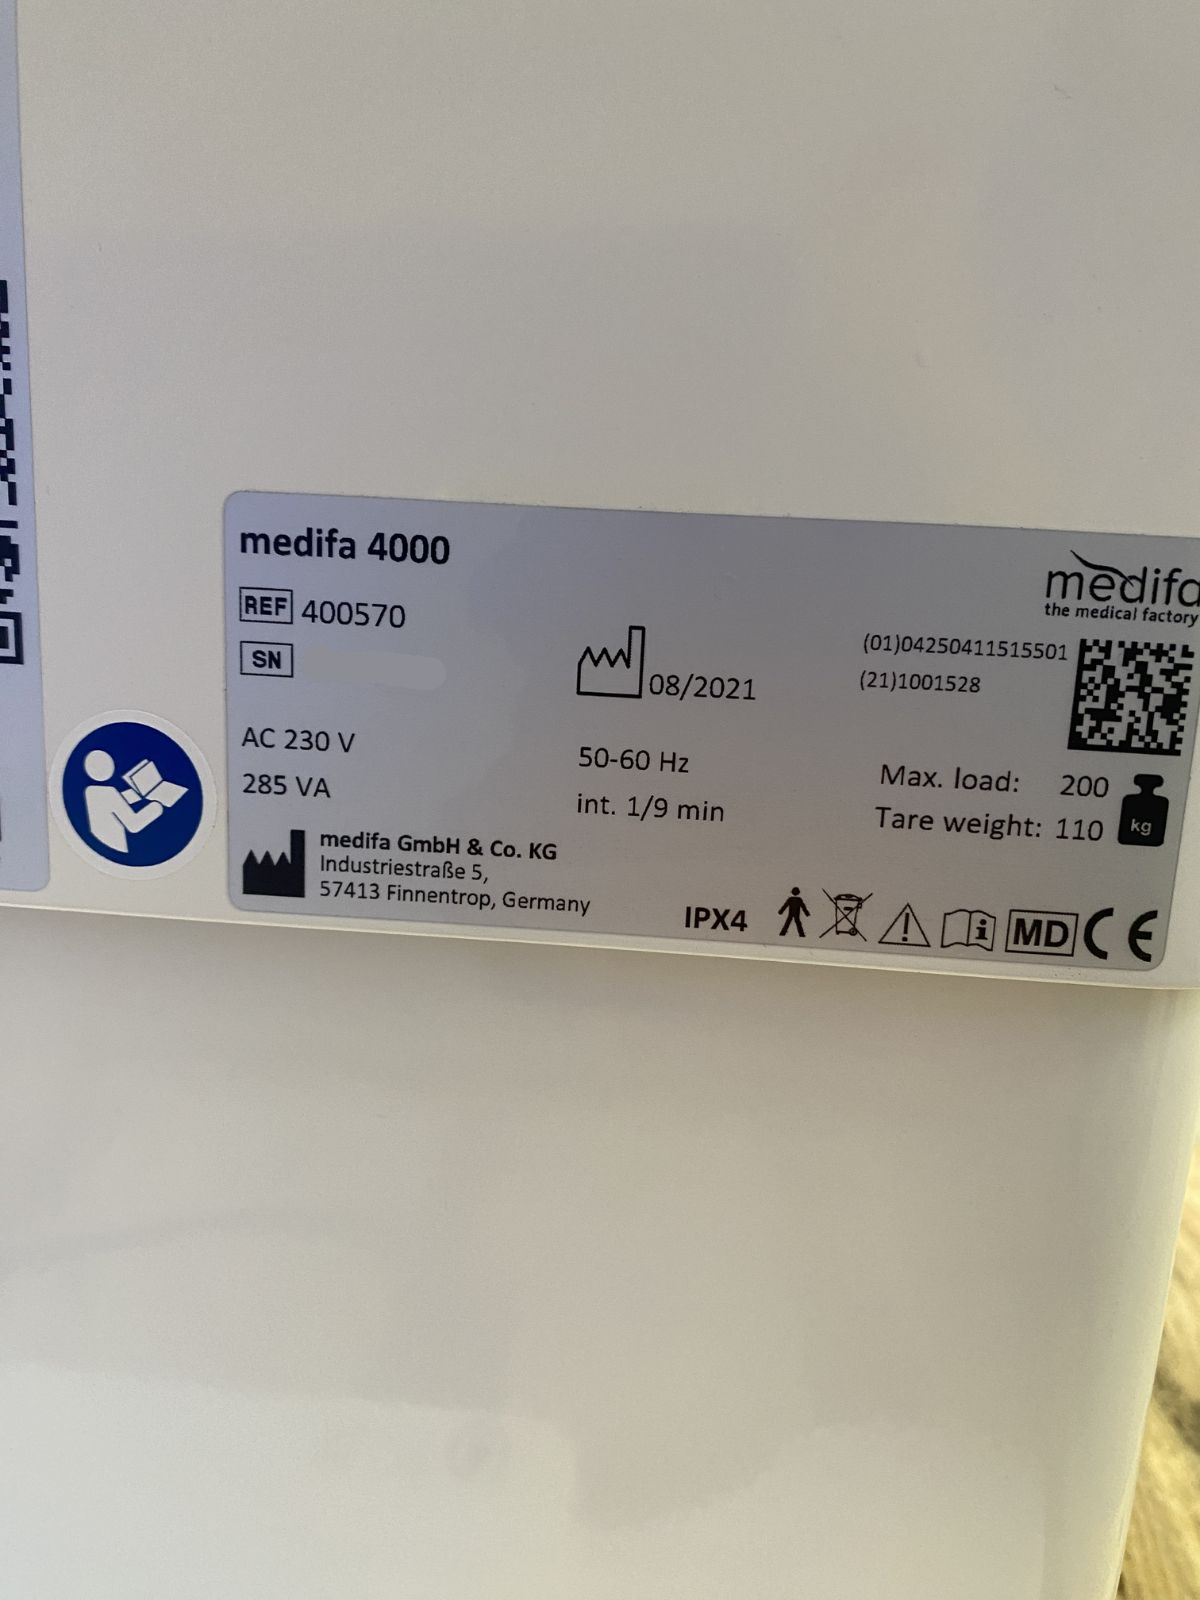 medifa 4000
REF 400570
SN
08/2021
AC 230 V
285 VA
50-60 Hz
int. 1/9 min
medifa GmbH & Co. KG
Industriestraße 5,
57413 Finnentrop, Germany
medifa
the medical factory
(01)04250411515501
(21)1001528
Max. load: 200
Tare weight: 110
kg
IPX4
MD CE